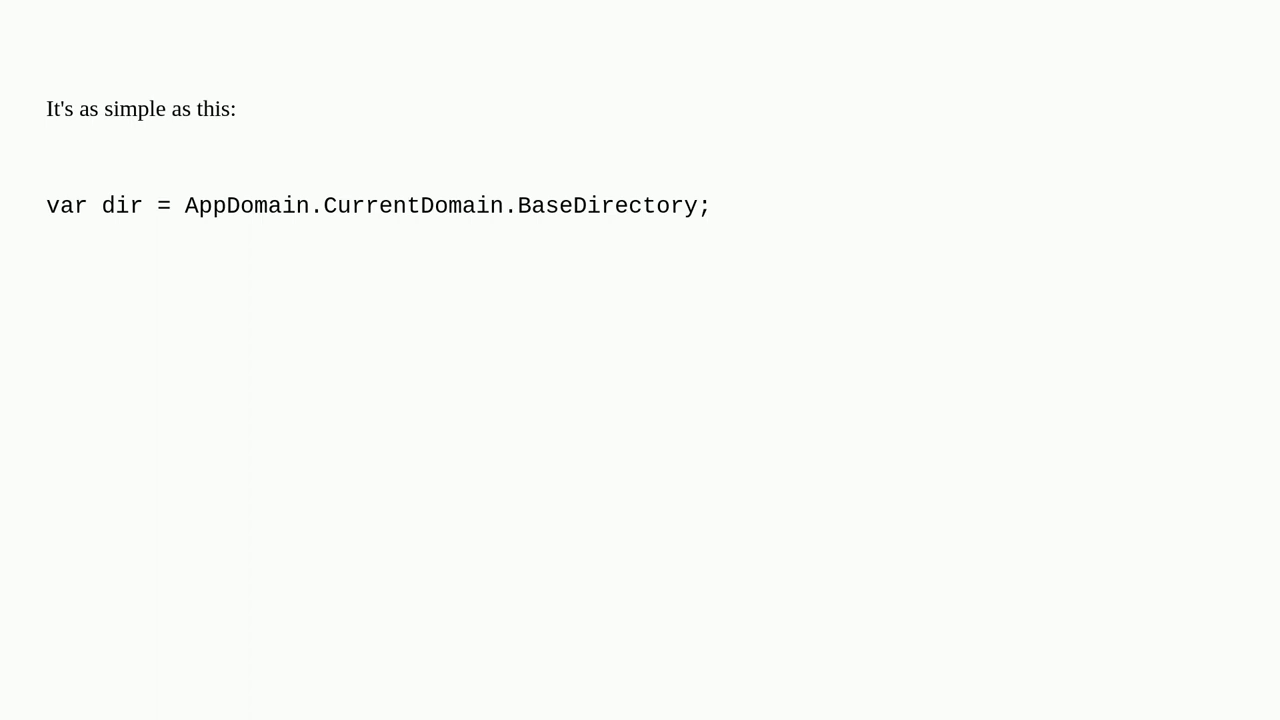 It's as simple as this:
var dir = AppDomain.CurrentDomain.BaseDirectory;